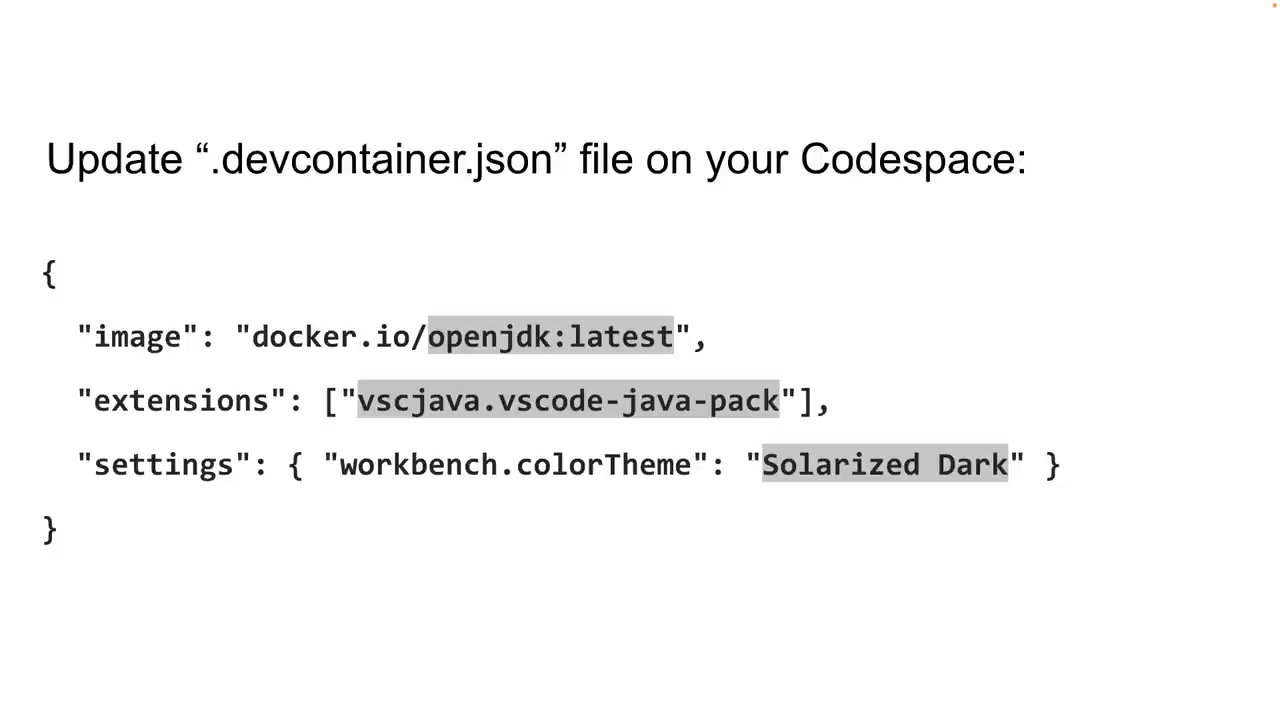 Update “.devcontainer.json” file on your Codespace:
{
"image": "docker.io/openjdk:latest",
"extensions": ["vscjava.vscode-java-pack"],
"settings": { "workbench.colorTheme": "Solarized Dark" }
}